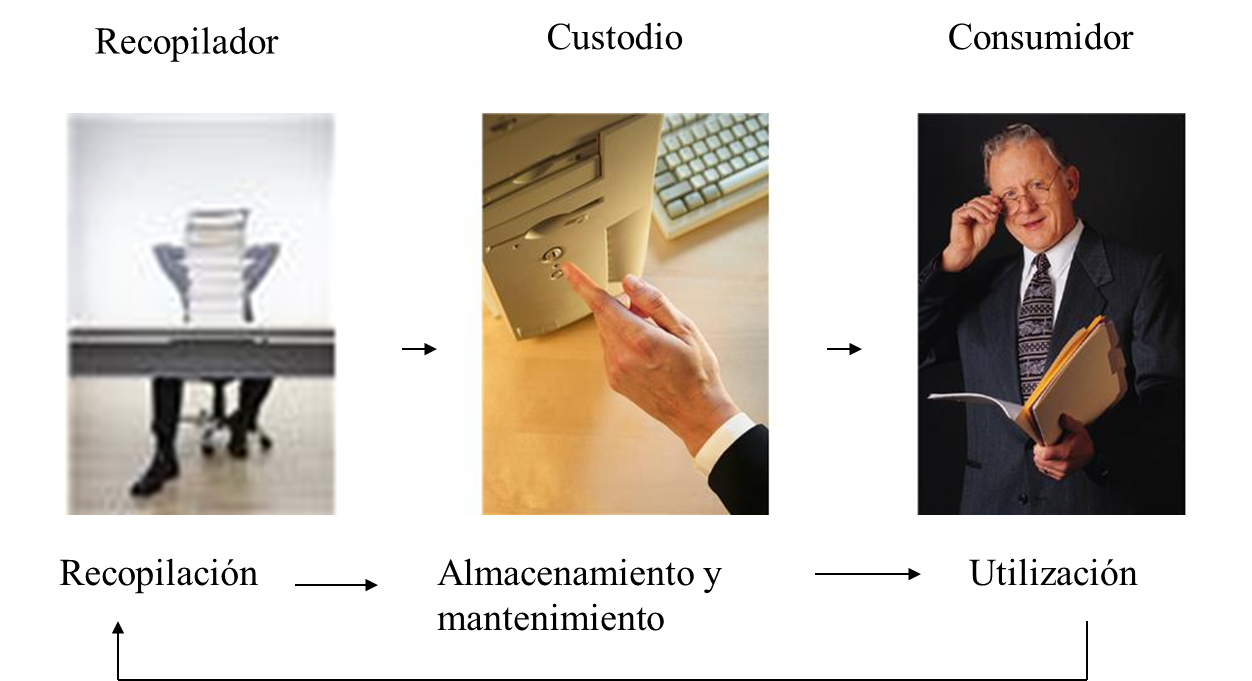 Recopilador
Custodio
Consumidor
Recopilación
Almacenamiento y
mantenimiento
Utilización